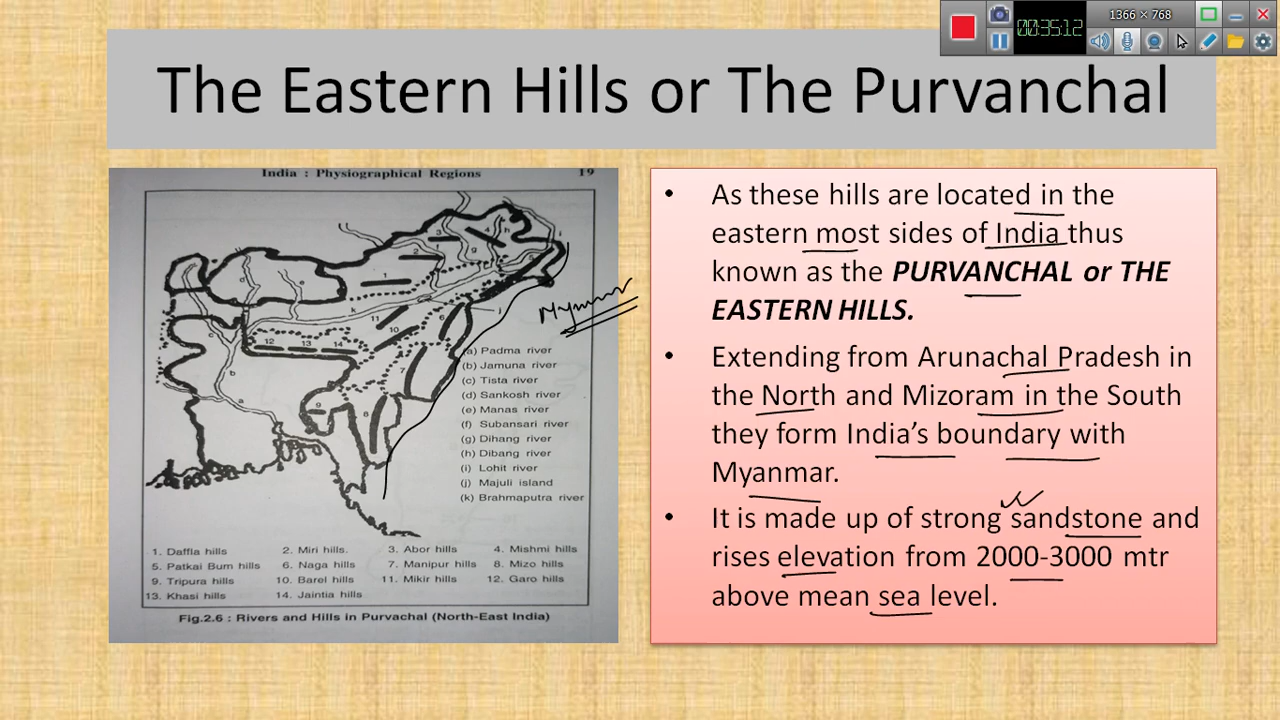 1366 × 768
00:35:12
The Eastern Hills or The Purvanchal
India : Physiographical Regions 19
Mymmr
(a) Padma river
(b) Jamuna river
(c) Tista river
(d) Sankosh river
(e) Manas river
(f) Subansari river
(g) Dihang river
(h) Dibang river
(i) Lohit river
(j) Majuli island
(k) Brahmaputra river
1. Daffla hills 2. Miri hills. 3. Abor hills 4. Mishmi hills
5. Patkai Bum hills 6. Naga hills 7. Manipur hills 8. Mizo hills
9. Tripura hills 10. Barel hills 11. Mikir hills 12. Garo hills
13. Khasi hills 14. Jaintia hills
Fig.2.6 : Rivers and Hills in Purvachal (North-East India)
• As these hills are located in the
eastern most sides of India thus
known as the PURVANCHAL or THE
EASTERN HILLS.
• Extending from Arunachal Pradesh in
the North and Mizoram in the South
they form India's boundary with
Myanmar.
• It is made up of strong sandstone and
rises elevation from 2000-3000 mtr
above mean sea level.